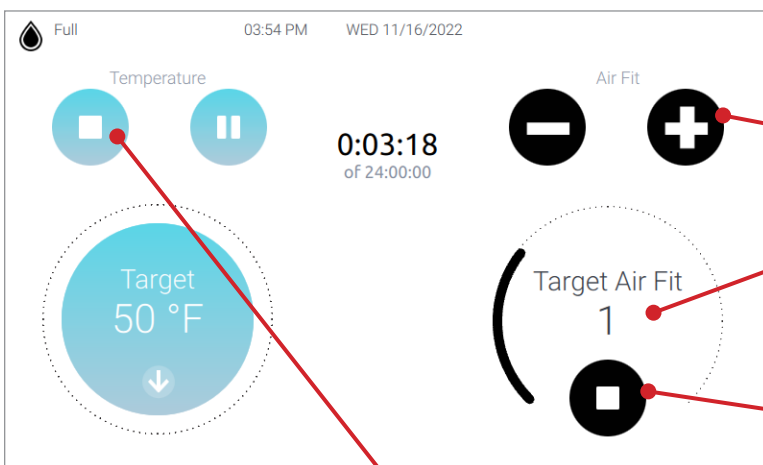 Full
03:54 PM
WED 11/16/2022
Temperature
Air Fit
0:03:18
of 24:00:00
Target
50 °F
Target Air Fit
1